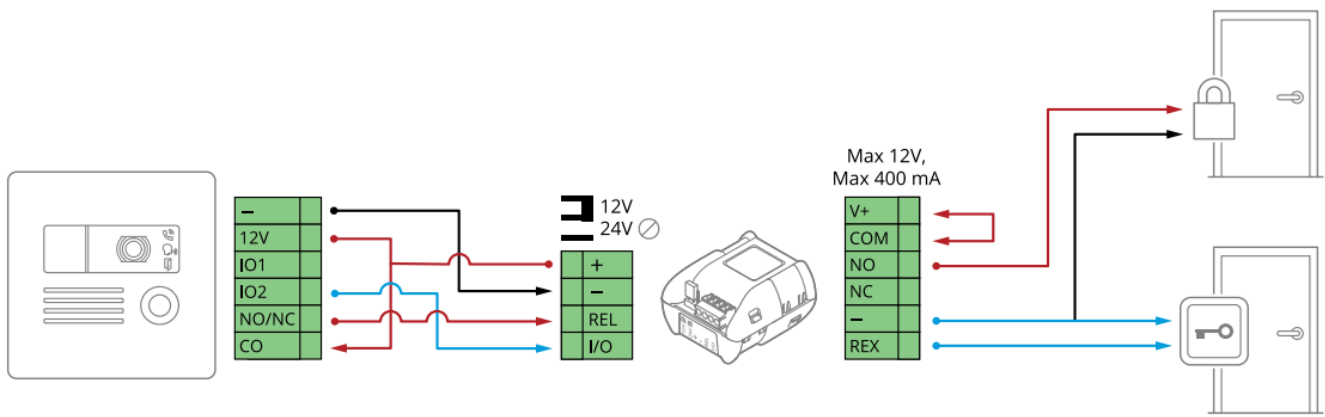 –
12V
IO1
IO2
NO/NC
CO
12V
24V
+
–
REL
I/O
Max 12V,
Max 400 mA
V+
COM
NO
NC
–
REX